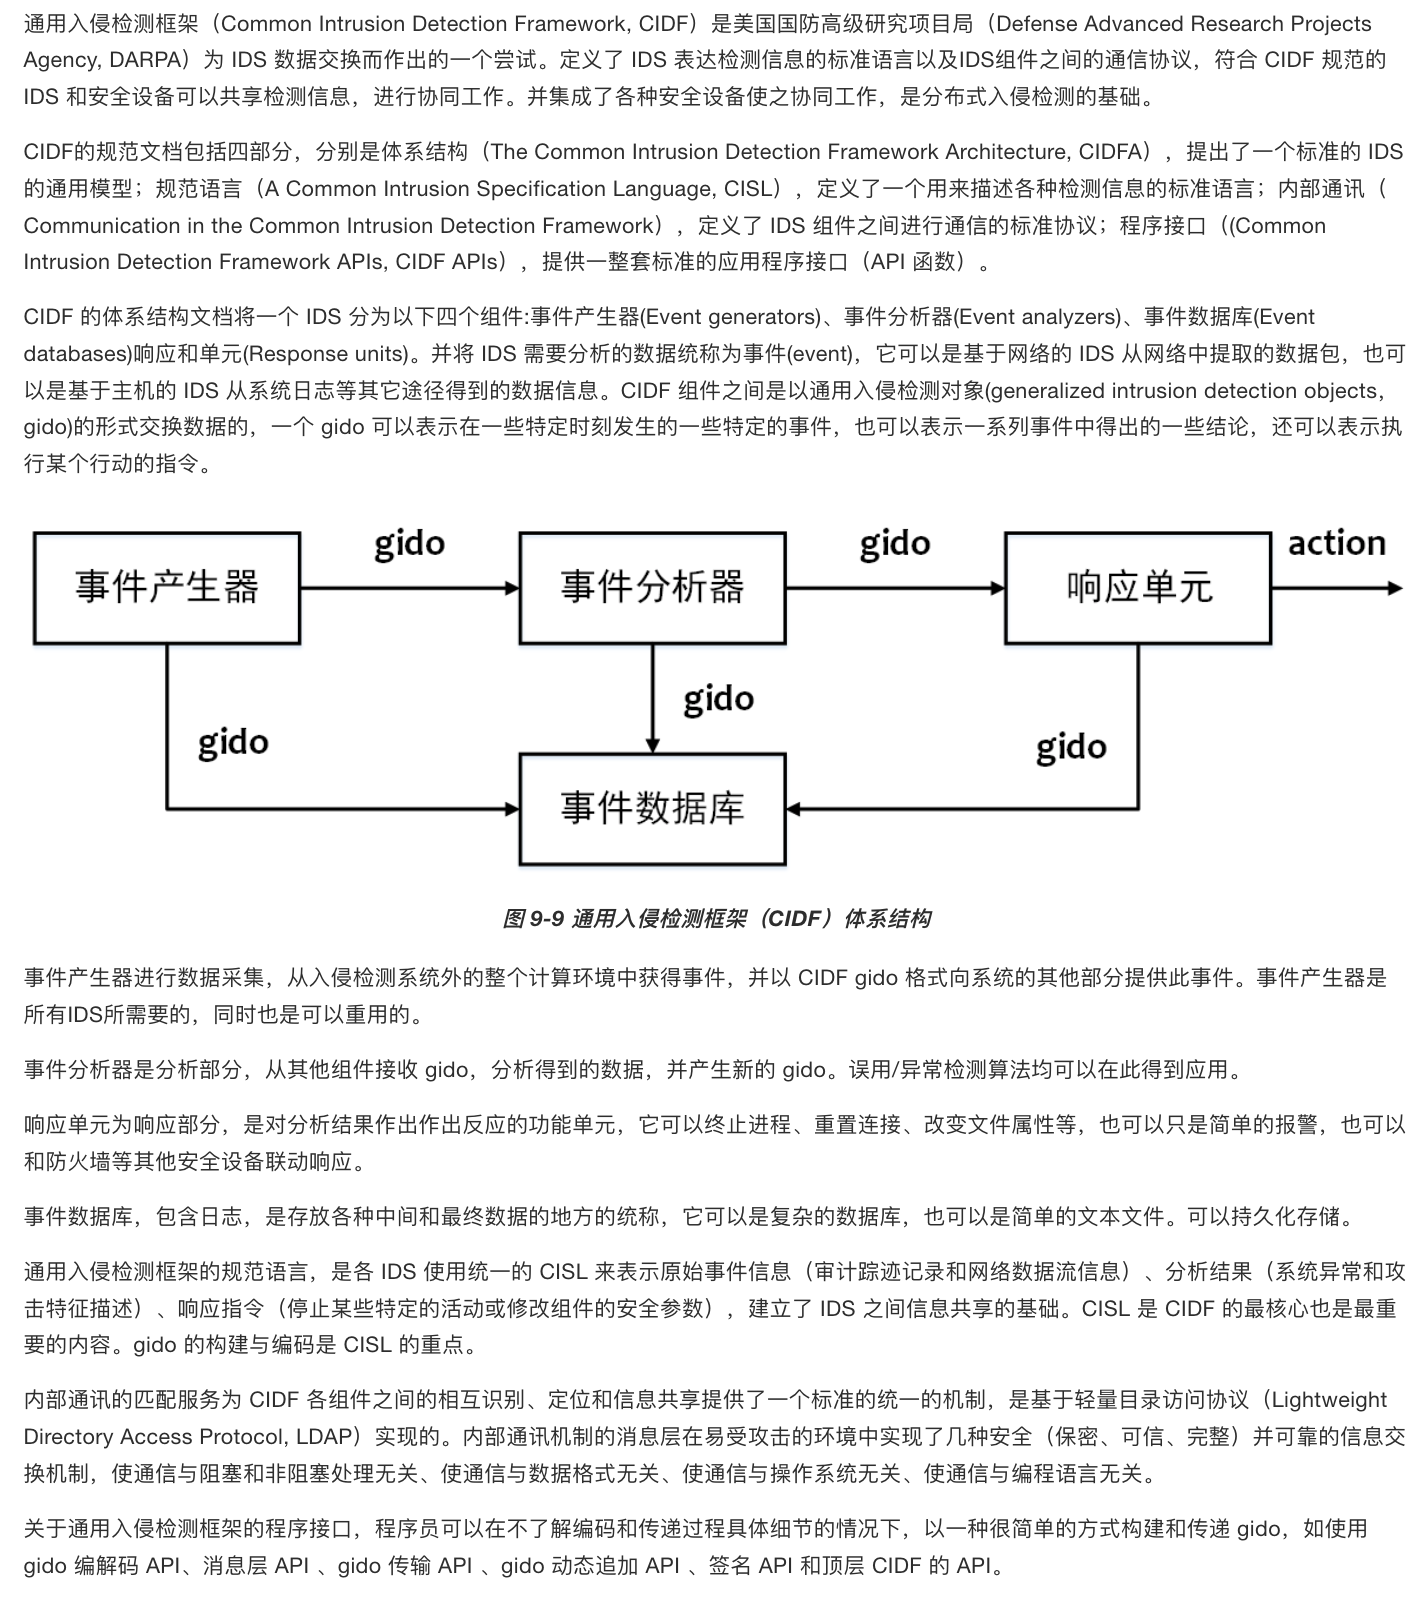 通用入侵检测框架（Common Intrusion Detection Framework, CIDF）是美国国防高级研究项目局（Defense Advanced Research Projects
Agency, DARPA）为 IDS 数据交换而作出的一个尝试。定义了 IDS 表达检测信息的标准语言以及IDS组件之间的通信协议，符合 CIDF 规范的
IDS 和安全设备可以共享检测信息，进行协同工作。并集成了各种安全设备使之协同工作，是分布式入侵检测的基础。
CIDF的规范文档包括四部分，分别是体系结构（The Common Intrusion Detection Framework Architecture, CIDFA），提出了一个标准的 IDS
的通用模型；规范语言（A Common Intrusion Specification Language, CISL），定义了一个用来描述各种检测信息的标准语言；内部通讯（
Communication in the Common Intrusion Detection Framework），定义了 IDS 组件之间进行通信的标准协议；程序接口（(Common
Intrusion Detection Framework APIs, CIDF APIs），提供一整套标准的应用程序接口（API 函数）。
CIDF 的体系结构文档将一个 IDS 分为以下四个组件:事件产生器(Event generators)、事件分析器(Event analyzers)、事件数据库(Event
databases)响应和单元(Response units)。并将 IDS 需要分析的数据统称为事件(event)，它可以是基于网络的 IDS 从网络中提取的数据包，也可
以是基于主机的 IDS 从系统日志等其它途径得到的数据信息。CIDF 组件之间是以通用入侵检测对象(generalized intrusion detection objects，
gido)的形式交换数据的，一个 gido 可以表示在一些特定时刻发生的一些特定的事件，也可以表示一系列事件中得出的一些结论，还可以表示执
行某个行动的指令。
gido gido action
事件产生器 事件分析器 响应单元
gido
gido gido
事件数据库
图 9-9 通用入侵检测框架（CIDF）体系结构
事件产生器进行数据采集，从入侵检测系统外的整个计算环境中获得事件，并以 CIDF gido 格式向系统的其他部分提供此事件。事件产生器是
所有IDS所需要的，同时也是可以重用的。
事件分析器是分析部分，从其他组件接收 gido，分析得到的数据，并产生新的 gido。误用/异常检测算法均可以在此得到应用。
响应单元为响应部分，是对分析结果作出作出反应的功能单元，它可以终止进程、重置连接、改变文件属性等，也可以只是简单的报警，也可以
和防火墙等其他安全设备联动响应。
事件数据库，包含日志，是存放各种中间和最终数据的地方的统称，它可以是复杂的数据库，也可以是简单的文本文件。可以持久化存储。
通用入侵检测框架的规范语言，是各 IDS 使用统一的 CISL 来表示原始事件信息（审计踪迹记录和网络数据流信息）、分析结果（系统异常和攻
击特征描述）、响应指令（停止某些特定的活动或修改组件的安全参数），建立了 IDS 之间信息共享的基础。CISL 是 CIDF 的最核心也是最重
要的内容。gido 的构建与编码是 CISL 的重点。
内部通讯的匹配服务为 CIDF 各组件之间的相互识别、定位和信息共享提供了一个标准的统一的机制，是基于轻量目录访问协议（Lightweight
Directory Access Protocol, LDAP）实现的。内部通讯机制的消息层在易受攻击的环境中实现了几种安全（保密、可信、完整）并可靠的信息交
换机制，使通信与阻塞和非阻塞处理无关、使通信与数据格式无关、使通信与操作系统无关、使通信与编程语言无关。
关于通用入侵检测框架的程序接口，程序员可以在不了解编码和传递过程具体细节的情况下，以一种很简单的方式构建和传递 gido，如使用
gido 编解码 API、消息层 API 、gido 传输 API 、gido 动态追加 API 、签名 API 和顶层 CIDF 的 API。